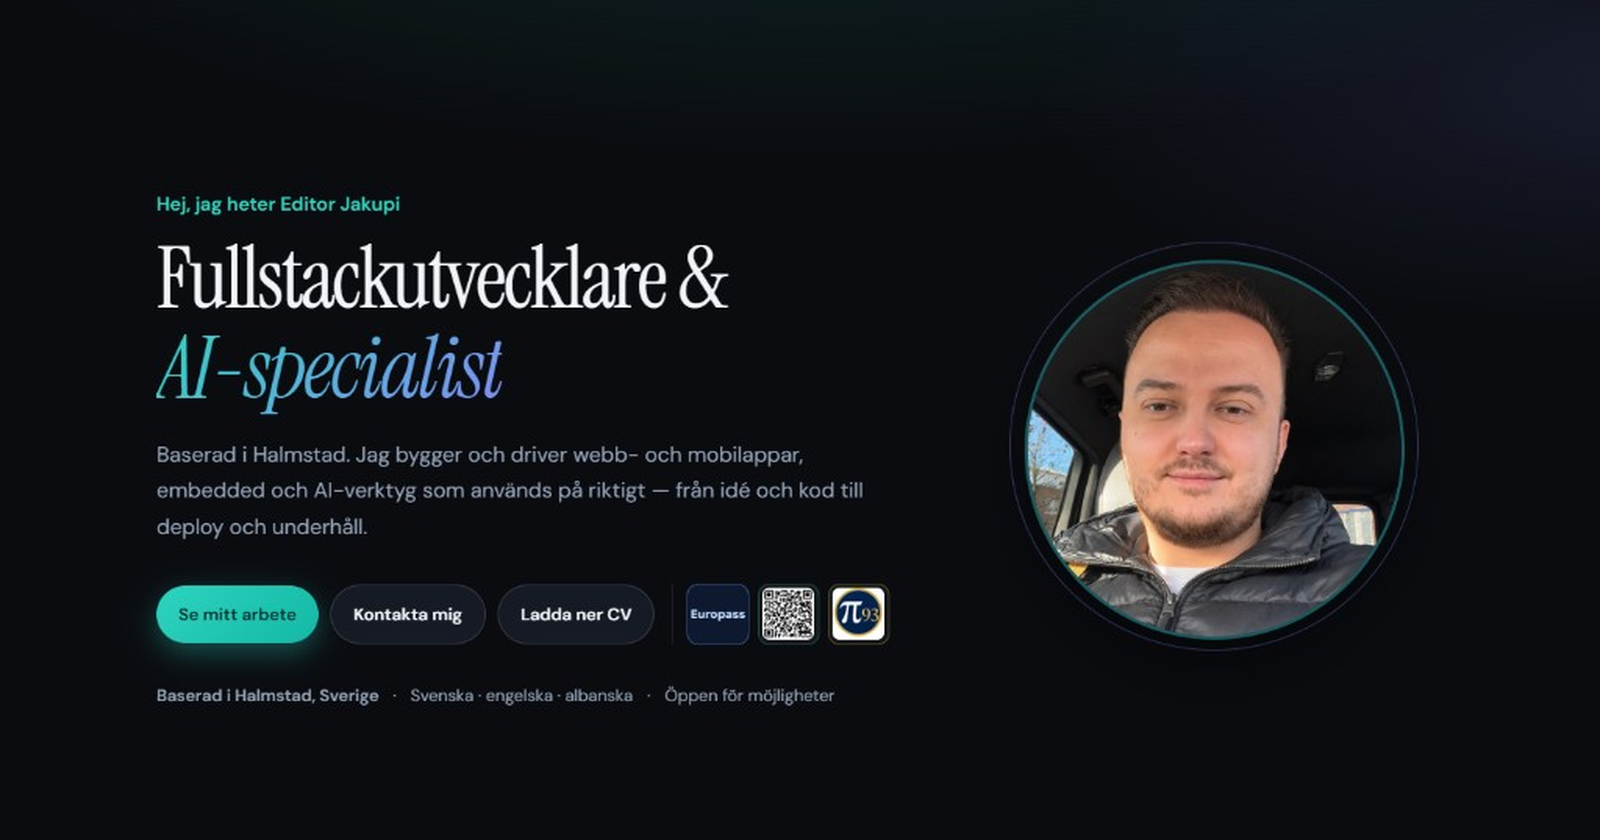 Hej, jag heter Editor Jakupi
Fullstackutvecklare &
AI-specialist
Baserad i Halmstad. Jag bygger och driver webb- och mobilappar,
embedded och AI-verktyg som används på riktigt — från idé och kod till
deploy och underhåll.
Se mitt arbete
Kontakta mig
Ladda ner CV
Europass
π93
Baserad i Halmstad, Sverige · Svenska · engelska · albanska · Öppen för möjligheter